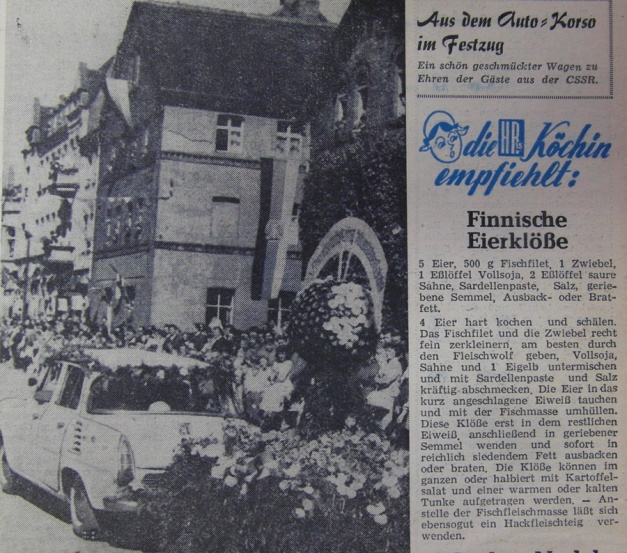 Aus dem Auto-Korso
im Festzug
Ein schön geschmückter Wagen zu
Ehren der Gäste aus der CSSR.
die HR Köchin
empfiehlt:
Finnische
Eierklöße
5 Eier, 500 g Fischfilet, 1 Zwiebel,
1 Eßlöffel Vollsoja, 2 Eßlöffel saure
Sahne, Sardellenpaste, Salz, gerie-
bene Semmel, Ausback- oder Brat-
fett.
4 Eier hart kochen und schälen.
Das Fischfilet und die Zwiebel recht
fein zerkleinern, am besten durch
den Fleischwolf geben, Vollsoja,
Sahne und 1 Eigelb untermischen
und mit Sardellenpaste und Salz
kräftig abschmecken. Die Eier in das
kurz angeschlagene Eiweiß tauchen
und mit der Fischmasse umhüllen.
Diese Klöße erst in dem restlichen
Eiweiß, anschließend in geriebener
Semmel wenden und sofort in
reichlich siedendem Fett ausbacken
oder braten. Die Klöße können im
ganzen oder halbiert mit Kartoffel-
salat und einer warmen oder kalten
Tunke aufgetragen werden. — An-
stelle der Fischfleischmasse läßt sich
ebensogut ein Hackfleischteig ver-
wenden.